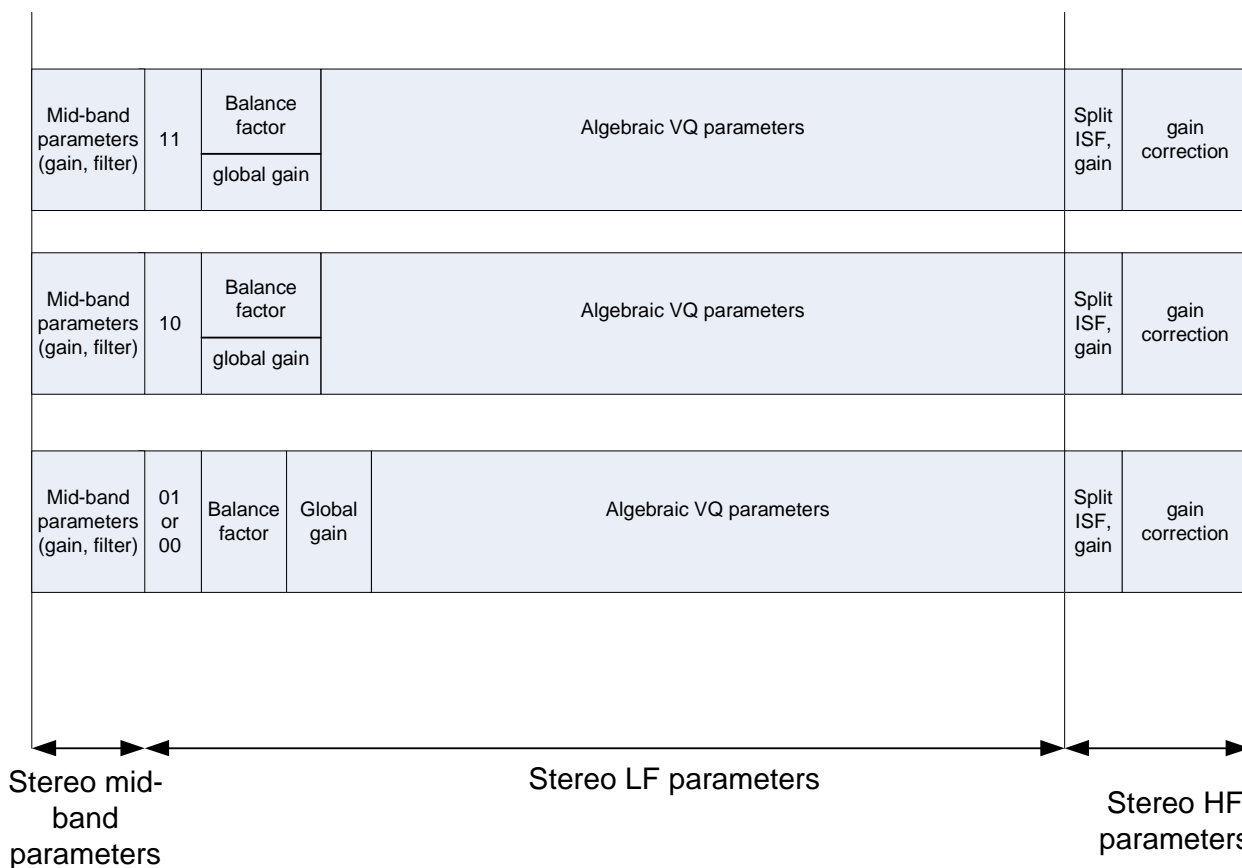 Mid-band
parameters
(gain, filter)
11
Balance
factor
global gain
Algebraic VQ parameters
Split
ISF,
gain
gain
correction
Mid-band
parameters
(gain, filter)
10
Balance
factor
global gain
Algebraic VQ parameters
Split
ISF,
gain
gain
correction
Mid-band
parameters
(gain, filter)
01
or
00
Balance
factor
Global
gain
Algebraic VQ parameters
Split
ISF,
gain
gain
correction
Stereo mid-
band
parameters
Stereo LF parameters
Stereo HF
parameters